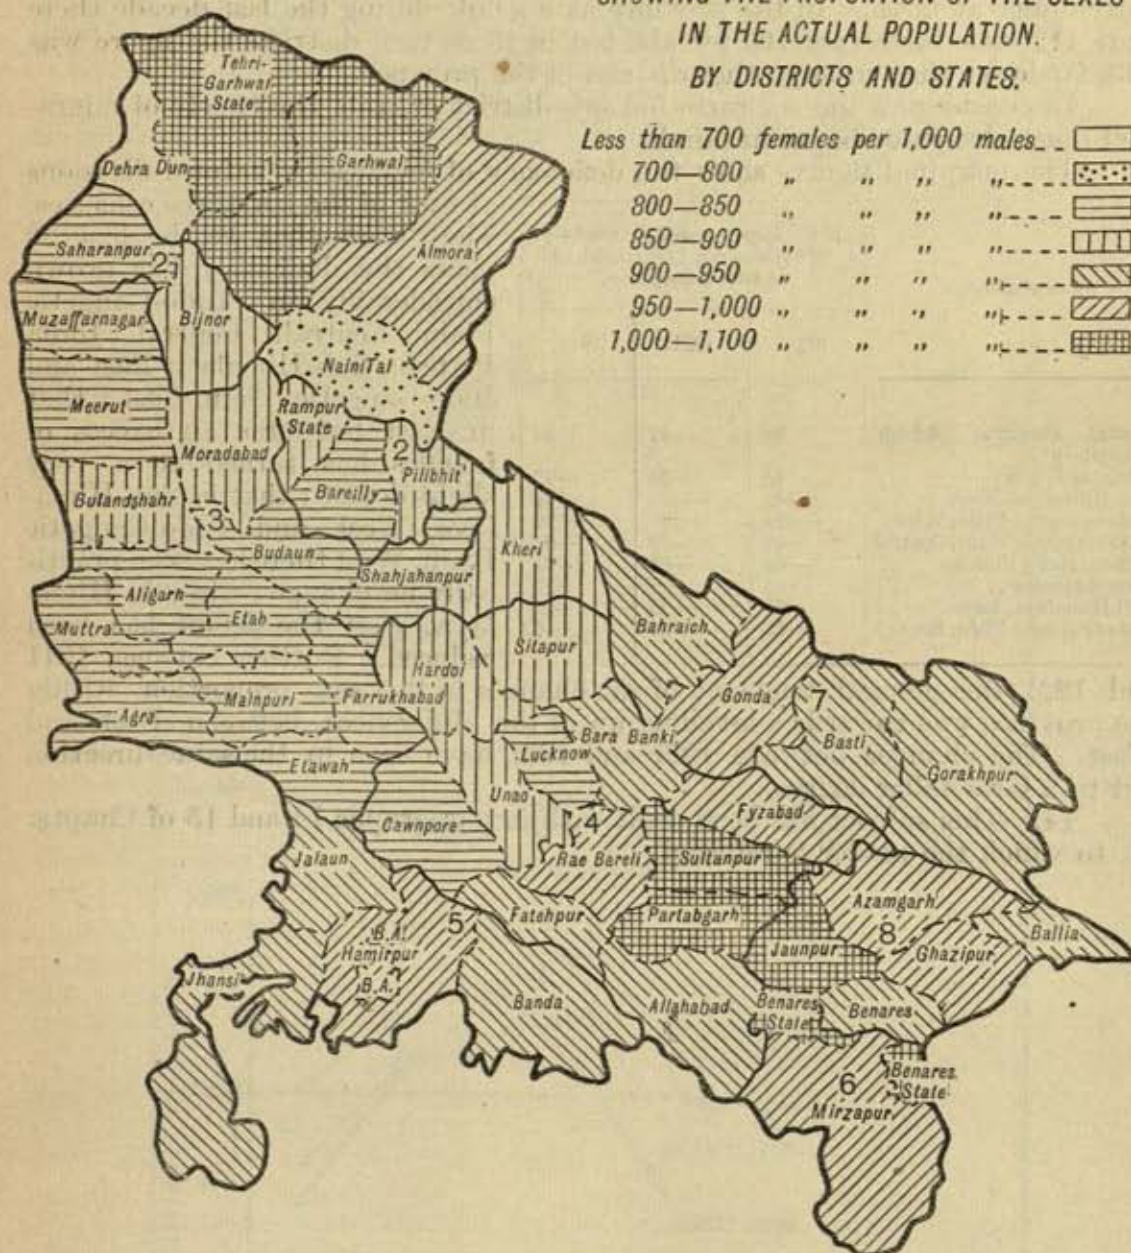 IN THE ACTUAL POPULATION.
BY DISTRICTS AND STATES.
Less than 700 females per 1,000 males
700—800 „ „ „ „
800—850 „ „ „ „
850—900 „ „ „ „
900—950 „ „ „ „
950—1,000 „ „ „ „
1,000—1,100 „ „ „ „
Tehri-
Garhwal
State
Dehra Dun
1
Garhwal
Almora
Saharanpur
2
Muzaffarnagar
Bijnor
Naini Tal
Meerut
Rampur
State
Moradabad
2
Pilibhit
Bareilly
Bulandshahr
3
Budaun
Kheri
Shahjahanpur
Aligarh
Etah
Muttra
Bahraich
Sitapur
Hardoi
Mainpuri
Farrukhabad
Gonda
7
Agra
Bara Banki
Basti
Lucknow
Etawah
Gorakhpur
Unao
Fyzabad
Cawnpore
4
Rae Bareli
Sultanpur
Jalaun
Azamgarh
Fatehpur
Partabgarh
5
8
Ballia
B.A.
Hamirpur
Jaunpur
Ghazipur
Jhansi
B.A.
Banda
Allahabad
Benares
State
Benares
Benares
State
6
Mirzapur